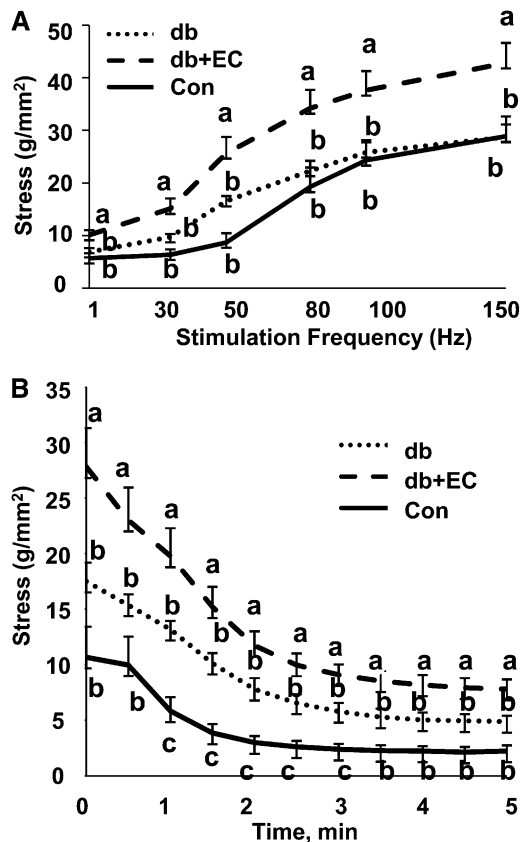 A
50
40
30
20
10
0
Stress (g/mm²)
db
db+EC
Con
a a a a a a
b b b b b b
b b b b b b
1 30 50 80 100 150
Stimulation Frequency (Hz)
B
35
30
25
20
15
10
5
0
Stress (g/mm²)
db
db+EC
Con
a a a a a a a a a a a
b b b b b b b b b b b
b b c c c c c b b b b
0 1 2 3 4 5
Time, min